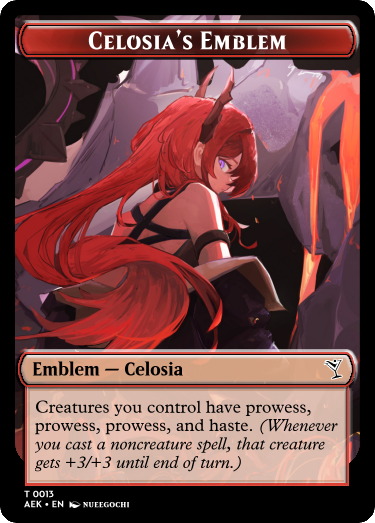 Celosia's Emblem
Emblem — Celosia
Creatures you control have prowess,
prowess, prowess, and haste. (Whenever
you cast a noncreature spell, that creature
gets +3/+3 until end of turn.)
T 0013
AEK • EN NUEEGOCHI